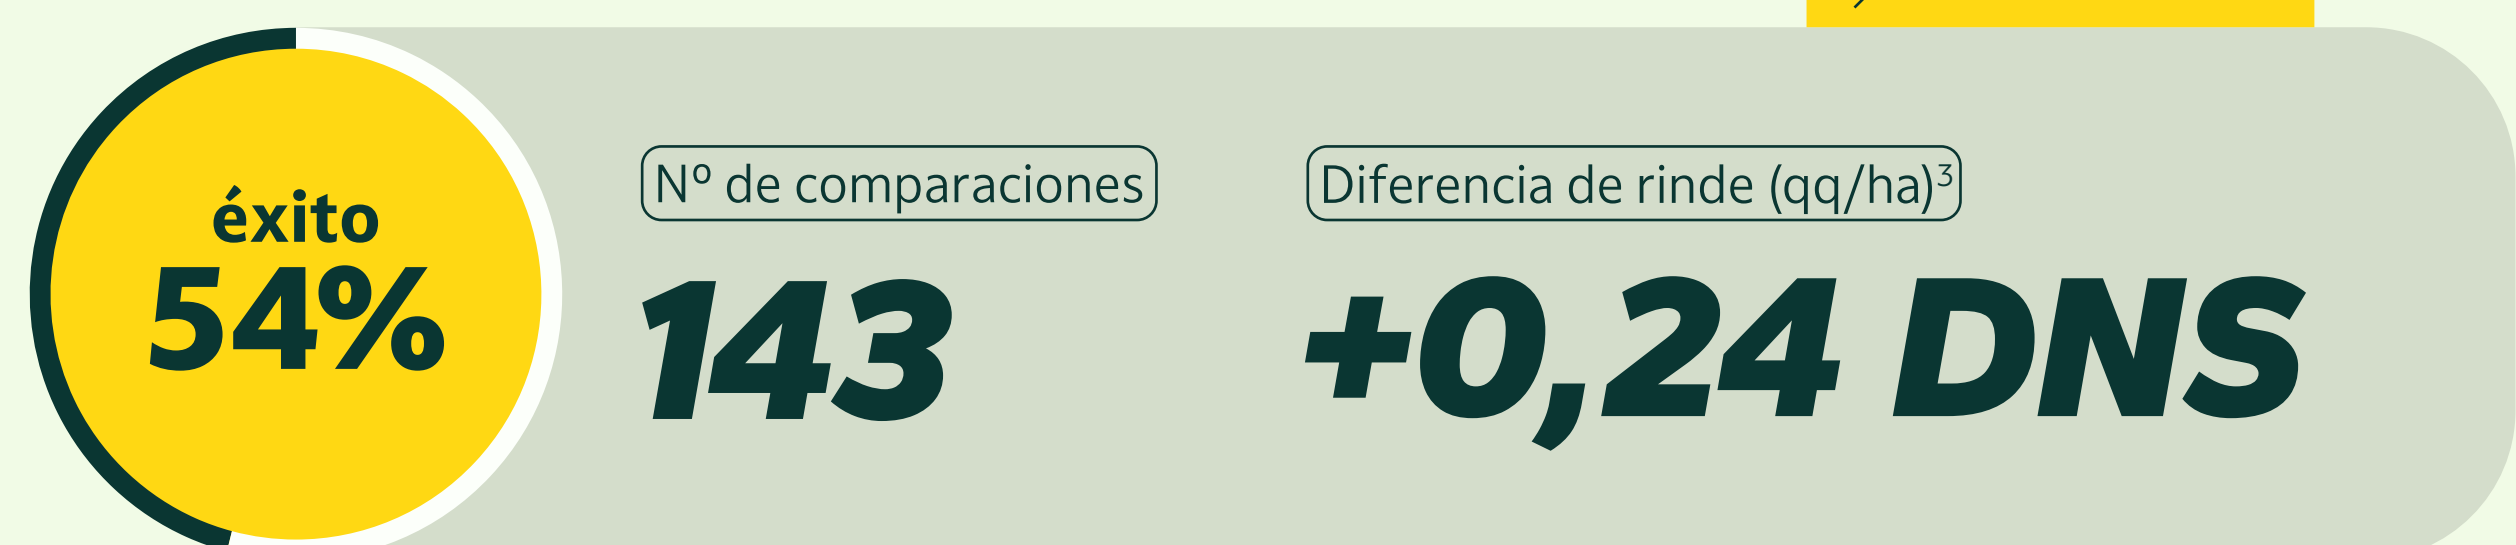 éxito
54%
Nº de comparaciones
143
Diferencia de rinde (qq/ha)³
+0,24 DNS